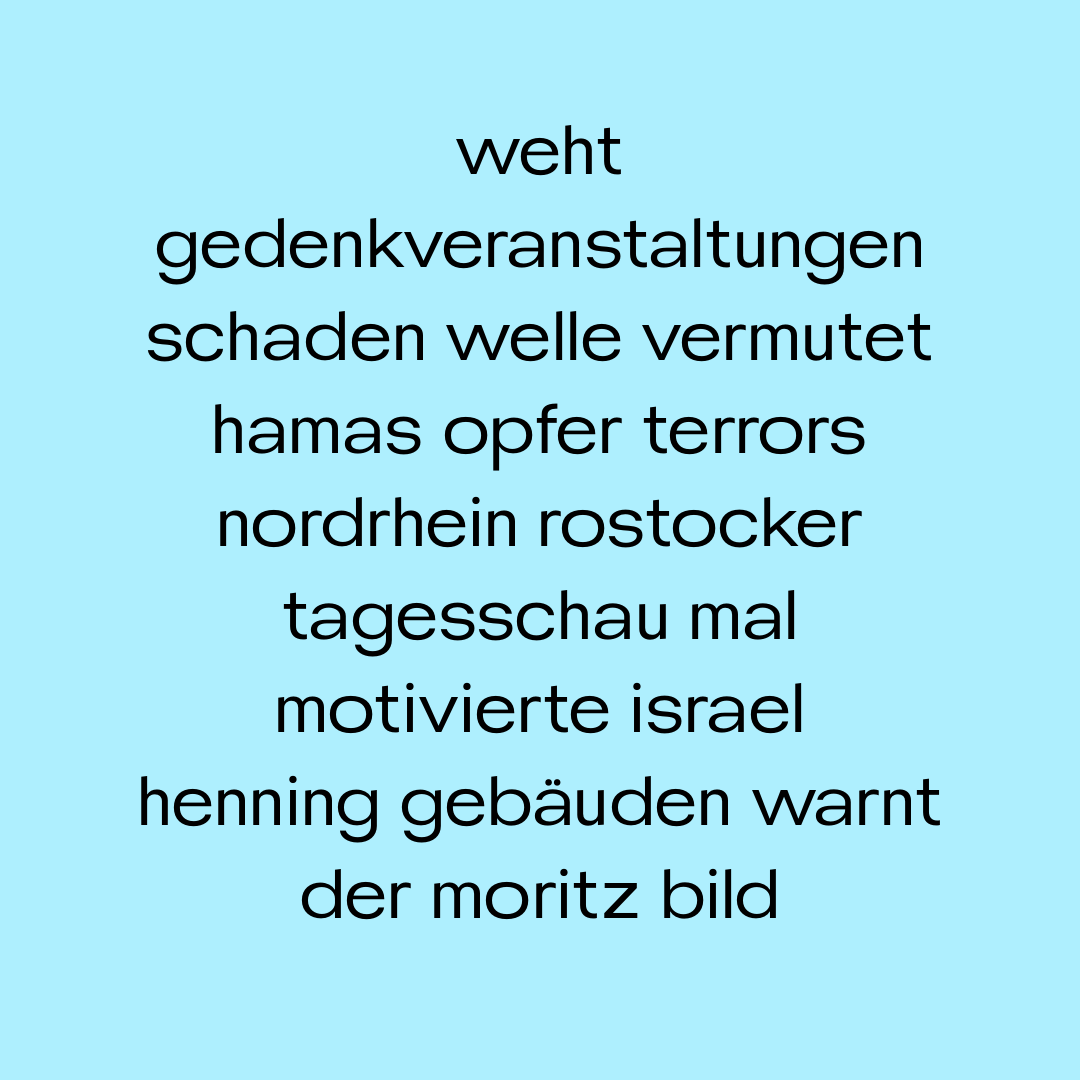 weht
gedenkveranstaltungen
schaden welle vermutet
hamas opfer terrors
nordrhein rostocker
tagesschau mal
motivierte israel
henning gebäuden warnt
der moritz bild